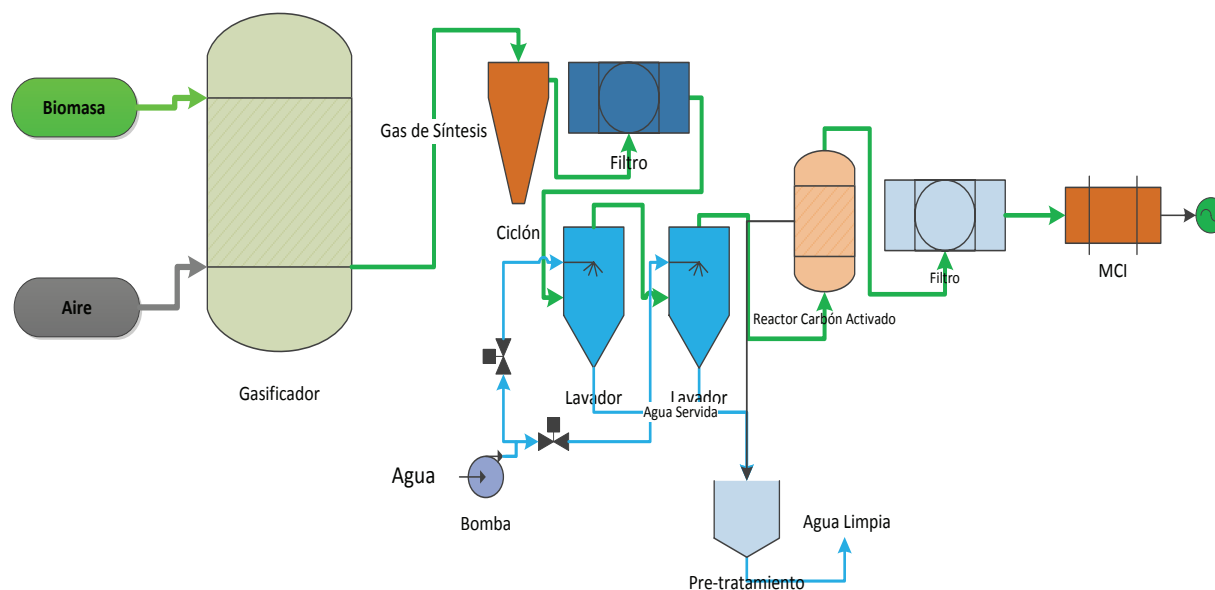 Biomasa
Gas de Síntesis
Filtro
Ciclón
Aire
Filtro
MCI
Reactor Carbón Activado
Gasificador
Lavador
Lavador
Agua Servida
Agua
Bomba
Agua Limpia
Pre-tratamiento